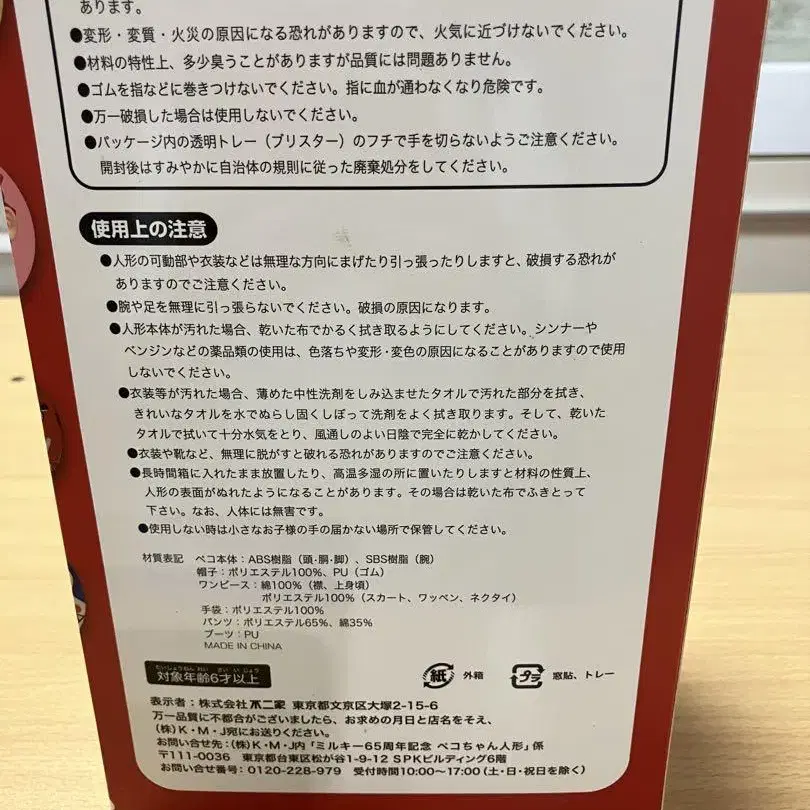 あります。
●変形・変質・火災の原因になる恐れがありますので、火気に近づけないでください。
●材料の特性上、多少臭うことがありますが品質には問題ありません。
●ゴムを指などに巻きつけないでください。指に血が通わなくなり危険です。
●万一破損した場合は使用しないでください。
●パッケージ内の透明トレー（ブリスター）のフチで手を切らないようご注意ください。
開封後はすみやかに自治体の規則に従った廃棄処分をしてください。
使用上の注意
●人形の可動部や衣装などは無理な方向にまげたり引っ張ったりしますと、破損する恐れが
ありますのでご注意ください。
●腕や足を無理に引っ張らないでください。破損の原因になります。
●人形本体が汚れた場合、乾いた布でかるく拭き取るようにしてください。シンナーや
ベンジンなどの薬品類の使用は、色落ちや変形・変色の原因になることがありますので使用
しないでください。
●衣装等が汚れた場合、薄めた中性洗剤をしみ込ませたタオルで汚れた部分を拭き、
きれいなタオルを水でぬらし固くしぼって洗剤をよく拭き取ります。そして、乾いた
タオルで拭いて十分水気をとり、風通しのよい日陰で完全に乾かしてください。
●衣装や靴など、無理に脱がすと破れる恐れがありますのでご注意ください。
●長時間箱に入れたまま放置したり、高温多湿の所に置いたりしますと材料の性質上、
人形の表面がぬれたようになることがあります。その場合は乾いた布でふきとって
下さい。なお、人体には無害です。
●使用しない時は小さなお子様の手の届かない場所で保管してください。
材質表記 ペコ本体：ABS樹脂（頭・胴・脚）、SBS樹脂（腕）
帽子：ポリエステル100%、PU（ゴム）
ワンピース：綿100%（襟、上身頃）
ポリエステル100%（スカート、ワッペン、ネクタイ）
手袋：ポリエステル100%
パンツ：ポリエステル65%、綿35%
ブーツ：PU
MADE IN CHINA
たいしょうねんれい さい いじょう
対象年齢6才以上
紙 外箱 プラ 窓貼、トレー
表示者：株式会社 不二家 東京都文京区大塚2-15-6
万一品質に不都合がございましたら、お求めの月日と店名をそえ、
(株)K・M・J宛にお送りください。
お問い合せ先：(株)K・M・J内「ミルキー65周年記念 ペコちゃん人形」係
〒111-0036 東京都台東区松が谷1-9-12 SPKビルディング6階
お問い合せ番号：0120-228-979 受付時間10:00～17:00（土・日・祝日を除く）